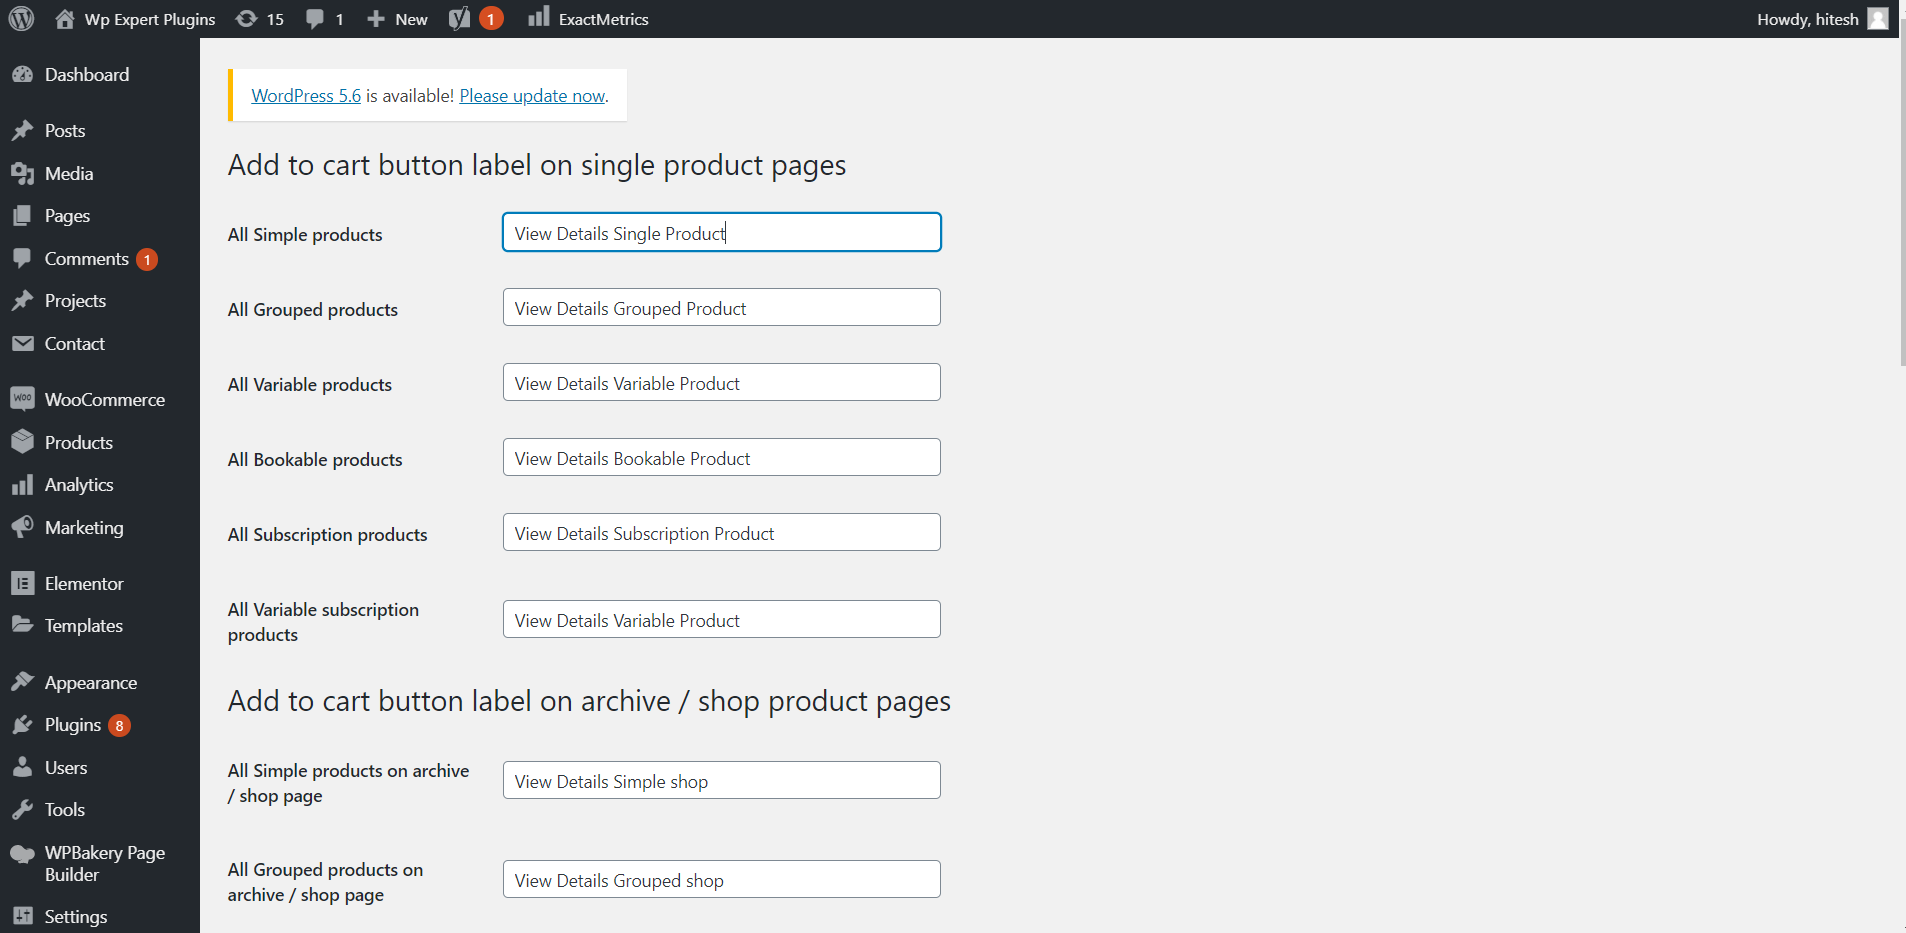 Wp Expert Plugins 15 1 New 1 ExactMetrics Howdy, hitesh
Dashboard
Posts
Media
Pages
Comments 1
Projects
Contact
Woo WooCommerce
Products
Analytics
Marketing
Elementor
Templates
Appearance
Plugins 8
Users
Tools
WPBakery Page
Builder
Settings
WordPress 5.6 is available! Please update now.
Add to cart button label on single product pages
All Simple products View Details Single Product
All Grouped products View Details Grouped Product
All Variable products View Details Variable Product
All Bookable products View Details Bookable Product
All Subscription products View Details Subscription Product
All Variable subscription
products
View Details Variable Product
Add to cart button label on archive / shop product pages
All Simple products on archive
/ shop page
View Details Simple shop
All Grouped products on
archive / shop page
View Details Grouped shop